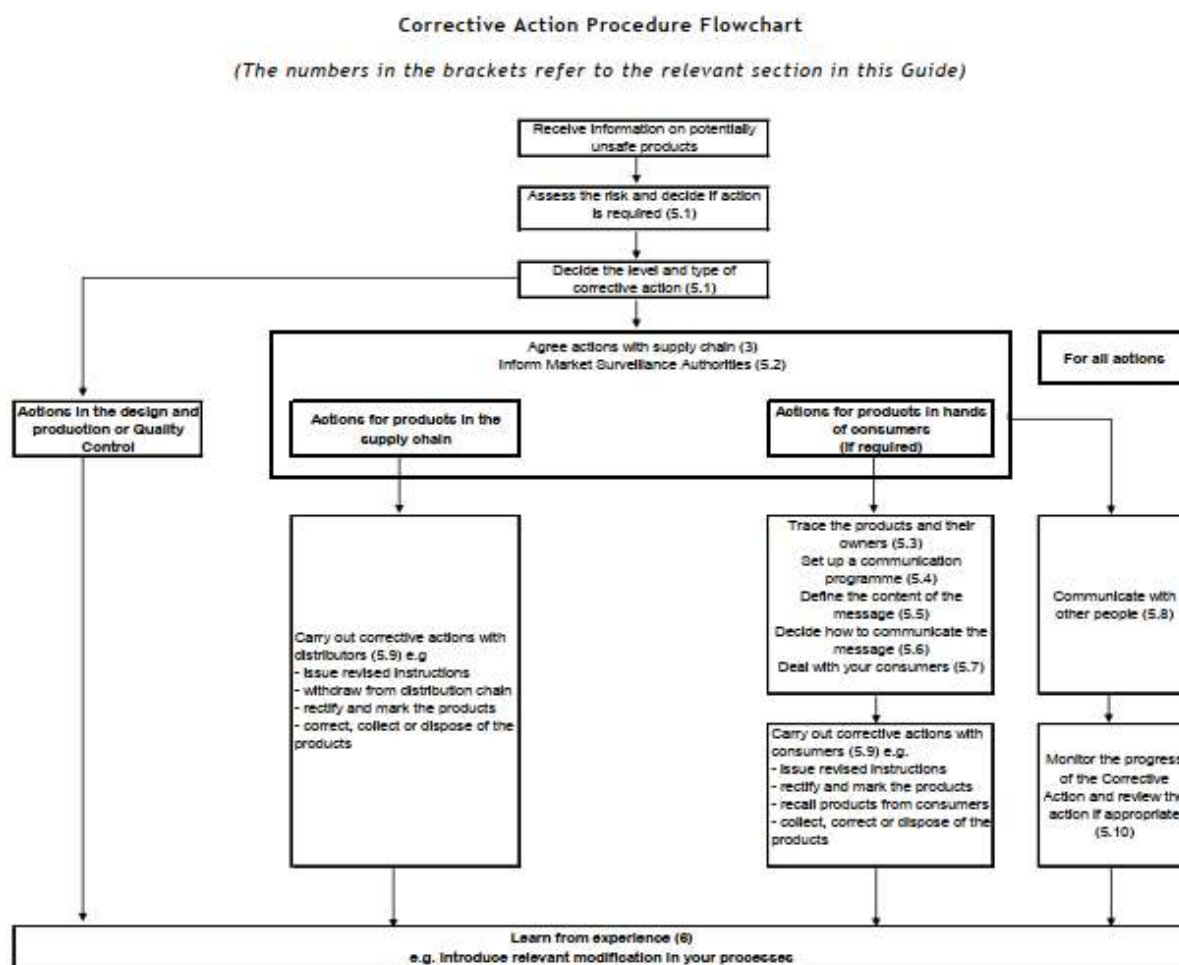 Corrective Action Procedure Flowchart
(The numbers in the brackets refer to the relevant section in this Guide)
Receive information on potentially
unsafe products
Assess the risk and decide if action
is required (5.1)
Decide the level and type of
corrective action (5.1)
Agree actions with supply chain (3)
Inform Market Surveillance Authorities (5.2)
For all actions
Actions in the design and
production or Quality
Control
Actions for products in the
supply chain
Actions for products in hands
of consumers
(if required)
Carry out corrective actions with
distributors (5.9) e.g
- issue revised instructions
- withdraw from distribution chain
- rectify and mark the products
- correct, collect or dispose of the
products
Trace the products and their
owners (5.3)
Set up a communication
programme (5.4)
Define the content of the
message (5.5)
Decide how to communicate the
message (5.6)
Deal with your consumers (5.7)
Communicate with
other people (5.8)
Carry out corrective actions with
consumers (5.9) e.g.
- issue revised instructions
- rectify and mark the products
- recall products from consumers
- collect, correct or dispose of the
products
Monitor the progress
of the Corrective
Action and review the
action if appropriate
(5.10)
Learn from experience (6)
e.g. introduce relevant modification in your processes